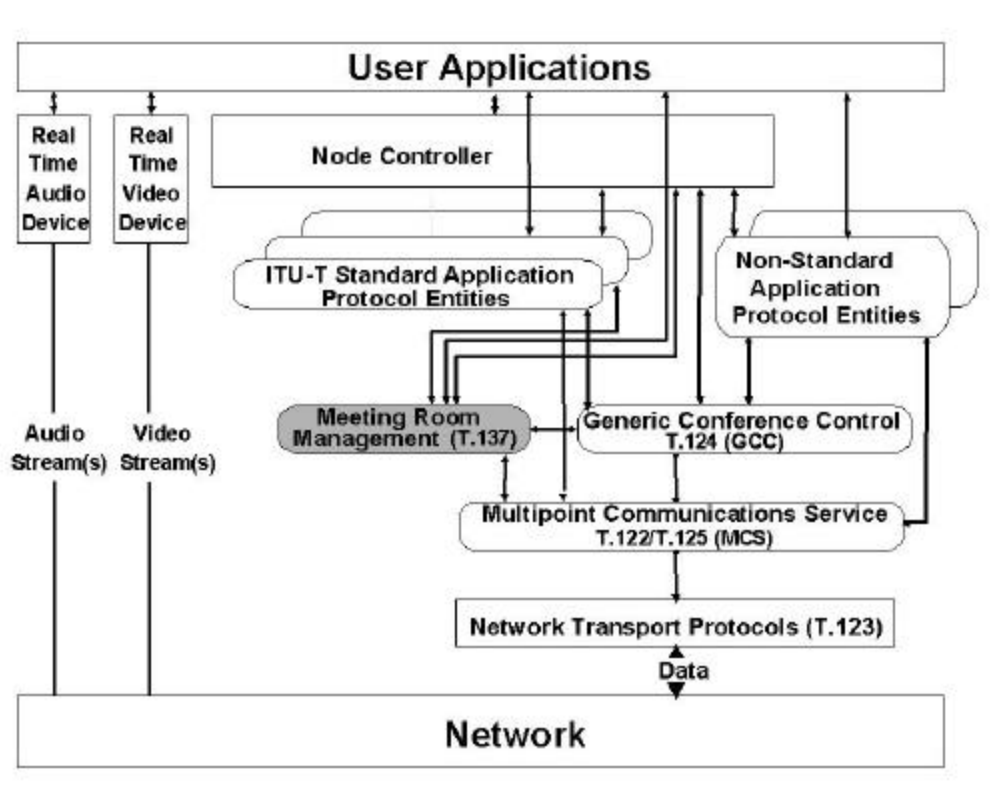 User Applications
Real
Time
Audio
Device
Real
Time
Video
Device
Node Controller
ITU-T Standard Application
Protocol Entities
Non-Standard
Application
Protocol Entities
Audio
Stream(s)
Video
Stream(s)
Meeting Room
Management (T.137)
Generic Conference Control
T.124 (GCC)
Multipoint Communications Service
T.122/T.125 (MCS)
Network Transport Protocols (T.123)
Data
Network